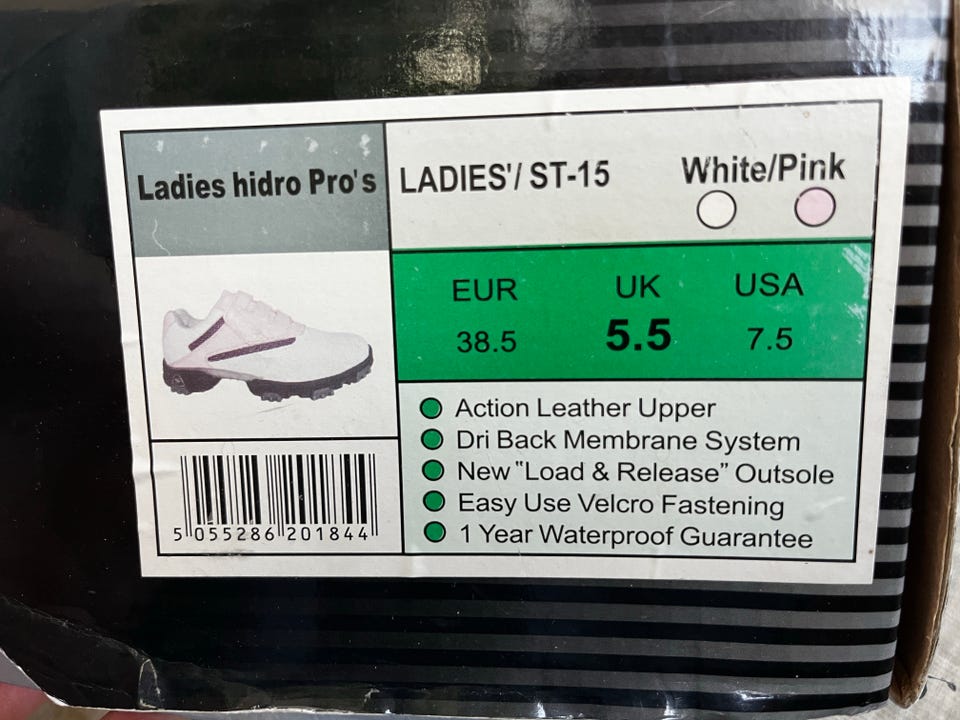 Ladies hidro Pro's
LADIES'/ ST-15
White/Pink
EUR UK USA
38.5 5.5 7.5
Action Leather Upper
Dri Back Membrane System
New "Load & Release" Outsole
Easy Use Velcro Fastening
1 Year Waterproof Guarantee
5 055286 201844